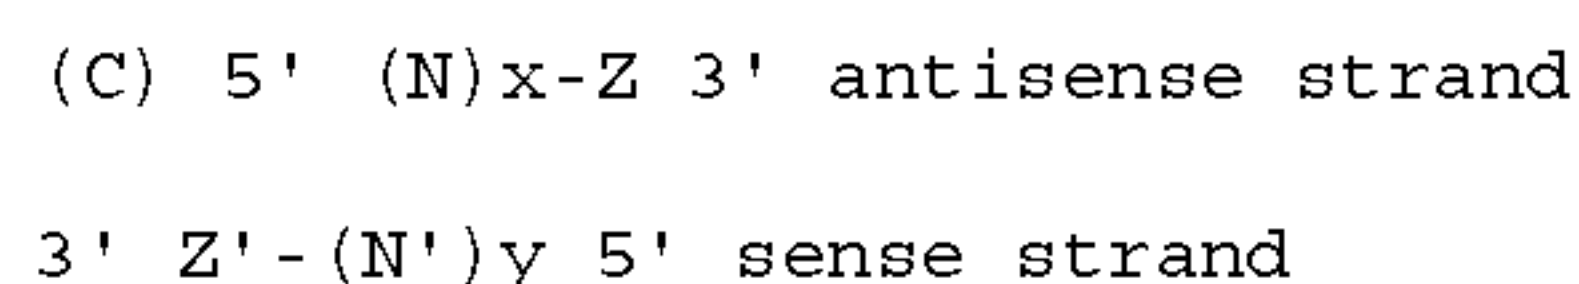 (C) 5' (N)x-Z 3' antisense strand
3' Z'-(N')y 5' sense strand